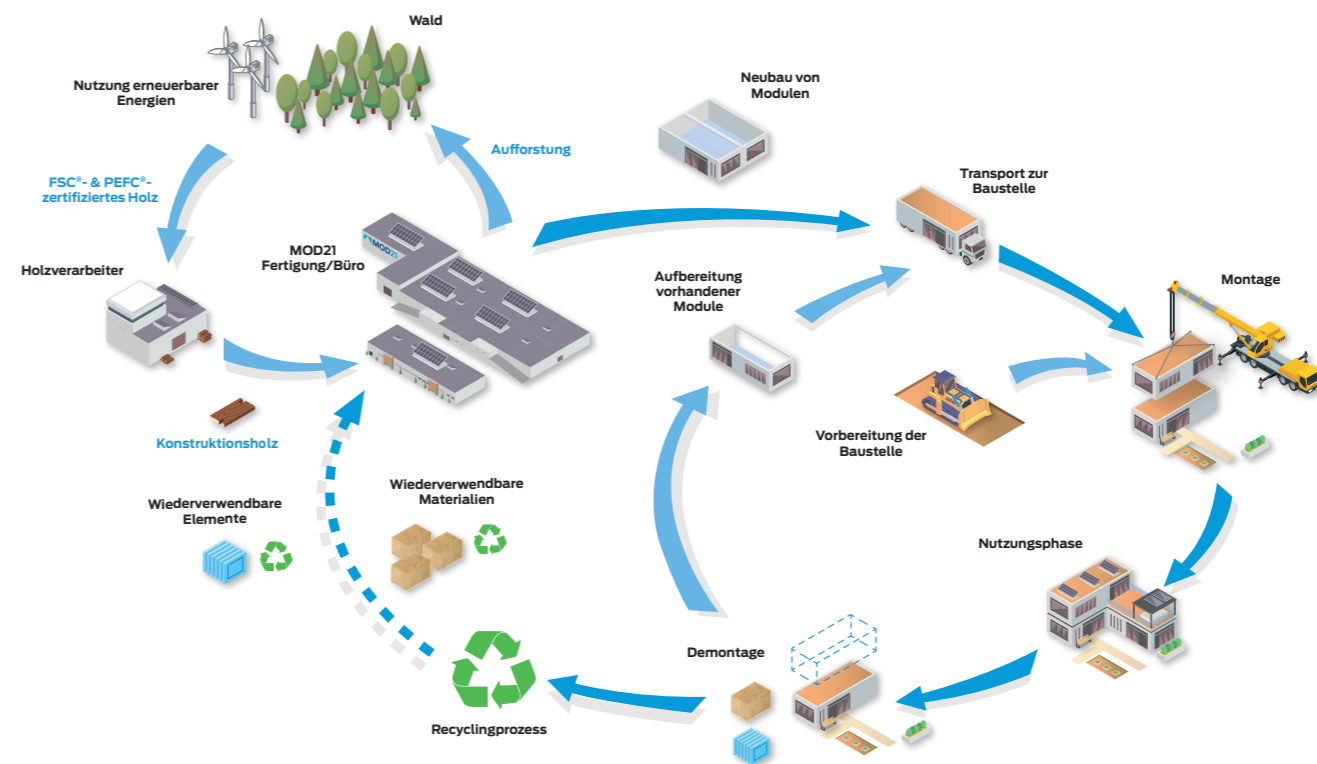 Wald
Nutzung erneuerbarer
Energien
Neubau von
Modulen
Aufforstung
FSC®- & PEFC®-
zertifiziertes Holz
Transport zur
Baustelle
MOD21
MOD21
Fertigung/Büro
Holzverarbeiter
Aufbereitung
vorhandener
Module
Montage
Konstruktionsholz
Vorbereitung der
Baustelle
Wiederverwendbare
Elemente
Wiederverwendbare
Materialien
Nutzungsphase
Demontage
Recyclingprozess